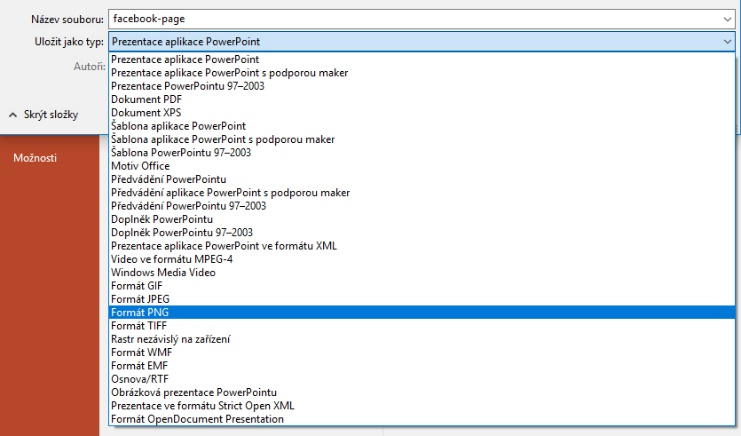 Název souboru: facebook-page
Uložit jako typ: Prezentace aplikace PowerPoint
Autoři:
Prezentace aplikace PowerPoint
Prezentace aplikace PowerPoint s podporou maker
Prezentace PowerPointu 97–2003
Dokument PDF
Dokument XPS
Šablona aplikace PowerPoint
Šablona aplikace PowerPoint s podporou maker
Šablona PowerPointu 97–2003
Motiv Office
Předvádění PowerPointu
Předvádění aplikace PowerPoint s podporou maker
Předvádění PowerPointu 97–2003
Doplněk PowerPointu
Doplněk PowerPointu 97–2003
Prezentace aplikace PowerPoint ve formátu XML
Video ve formátu MPEG-4
Windows Media Video
Formát GIF
Formát JPEG
Formát PNG
Formát TIFF
Rastr nezávislý na zařízení
Formát WMF
Formát EMF
Osnova/RTF
Obrázková prezentace PowerPointu
Prezentace ve formátu Strict Open XML
Formát OpenDocument Presentation
Skrýt složky
Možnosti